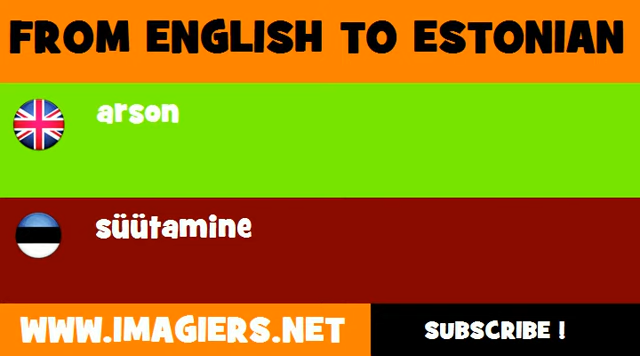 FROM ENGLISH TO ESTONIAN
arson
süütamine
WWW.IMAGIERS.NET
SUBSCRIBE !